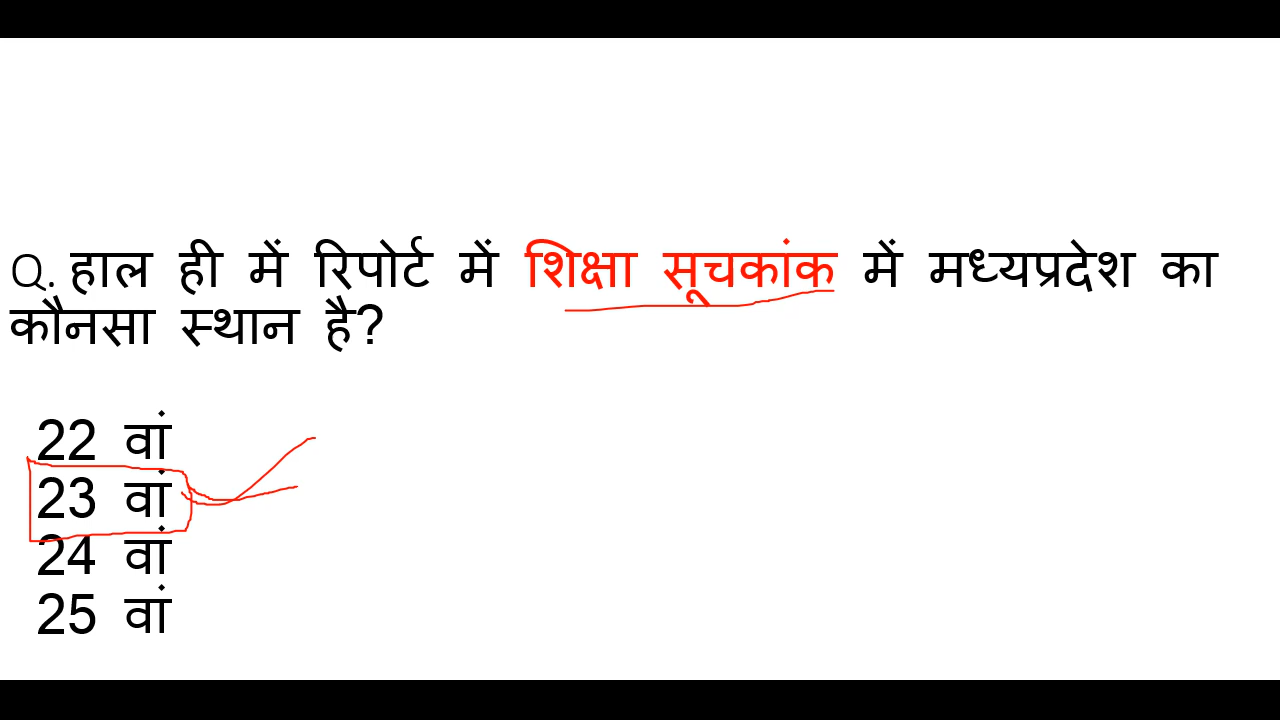 Q. हाल ही में रिपोर्ट में शिक्षा सूचकांक में मध्यप्रदेश का
कौनसा स्थान है?
22 वां
23 वां
24 वां
25 वां